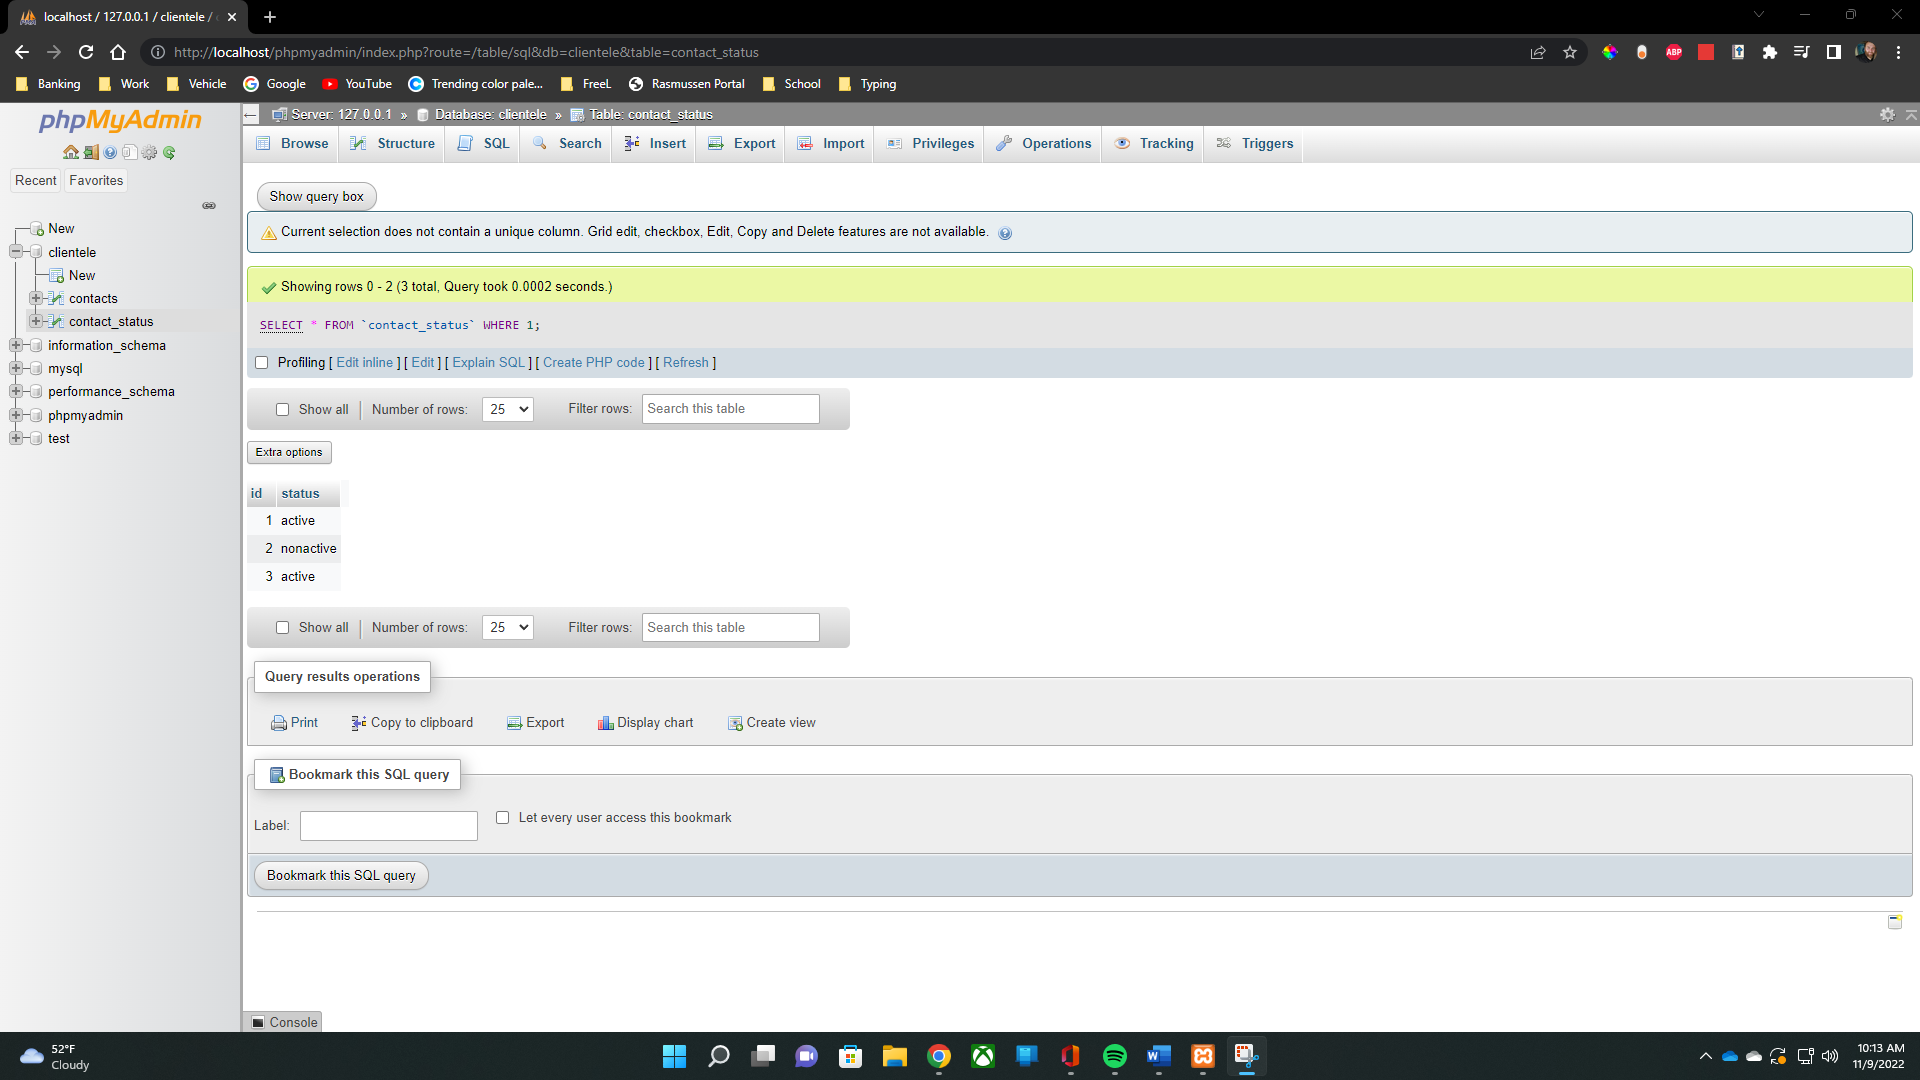 localhost / 127.0.0.1 / clientele /
http://localhost/phpmyadmin/index.php?route=/table/sql&db=clientele&table=contact_status
ABP
Banking Work Vehicle Google YouTube Trending color pale... FreeL Rasmussen Portal School Typing
phpMyAdmin
Recent Favorites
New
clientele
New
contacts
contact_status
information_schema
mysql
performance_schema
phpmyadmin
test
Server: 127.0.0.1 » Database: clientele » Table: contact_status
Browse Structure SQL Search Insert Export Import Privileges Operations Tracking Triggers
Show query box
Current selection does not contain a unique column. Grid edit, checkbox, Edit, Copy and Delete features are not available.
Showing rows 0 - 2 (3 total, Query took 0.0002 seconds.)
SELECT * FROM `contact_status` WHERE 1;
Profiling [ Edit inline ] [ Edit ] [ Explain SQL ] [ Create PHP code ] [ Refresh ]
Show all Number of rows: 25 Filter rows: Search this table
Extra options
id status
1 active
2 nonactive
3 active
Show all Number of rows: 25 Filter rows: Search this table
Query results operations
Print Copy to clipboard Export Display chart Create view
Bookmark this SQL query
Label: Let every user access this bookmark
Bookmark this SQL query
Console
52°F
Cloudy
10:13 AM
11/9/2022